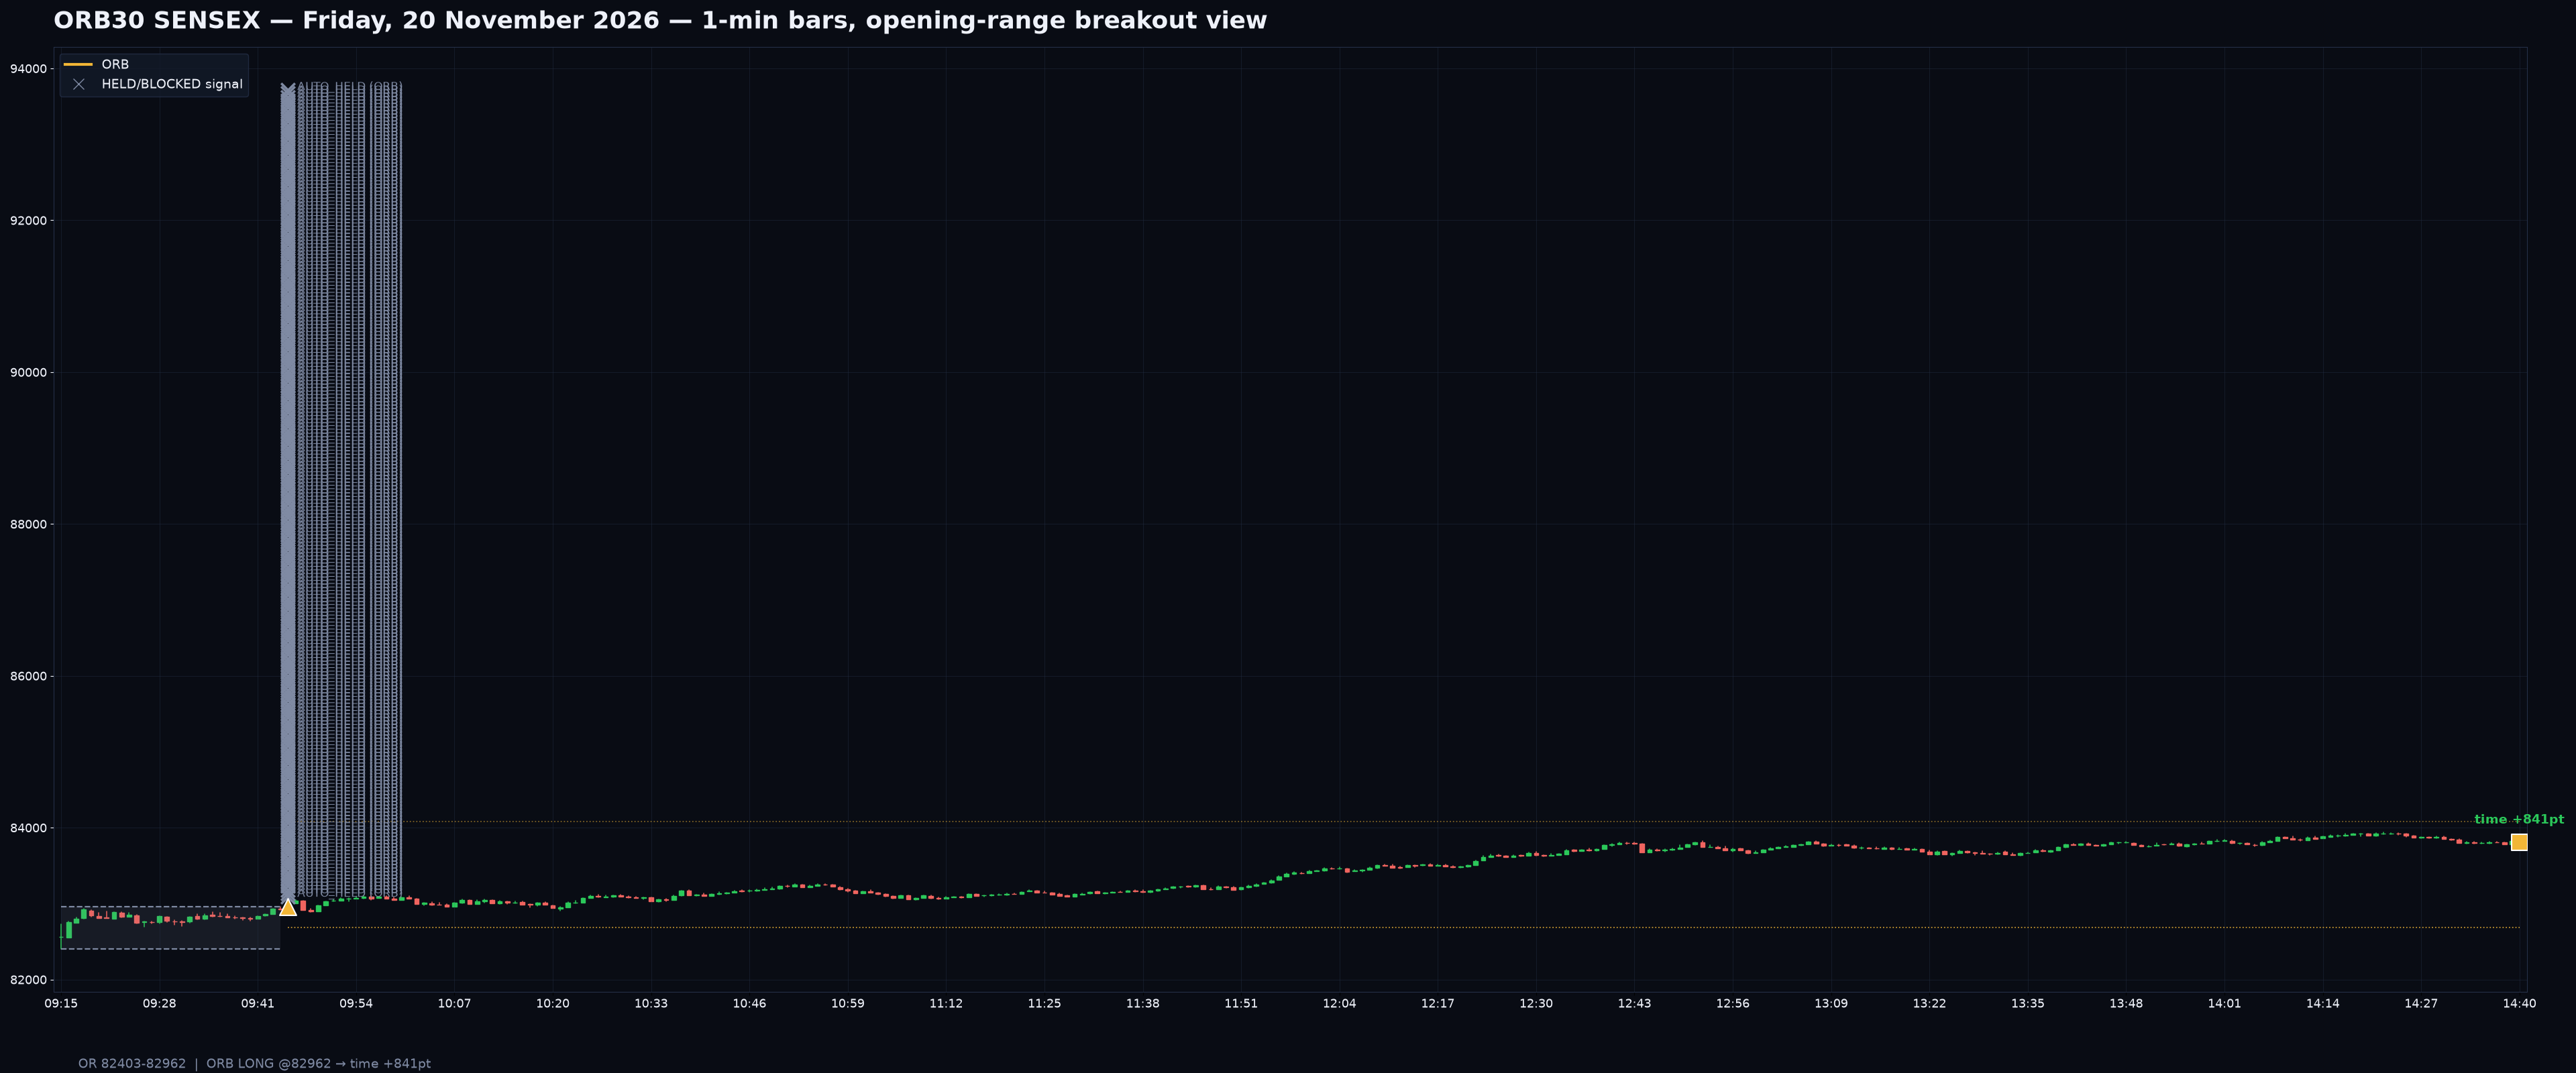 ORB30 SENSEX — Friday, 20 November 2026 — 1-min bars, opening-range breakout view
ORB
HELD/BLOCKED signal
AUTO_HELD (ORB)
94000
92000
90000
88000
86000
84000
82000
time +841pt
09:15 09:28 09:41 09:54 10:07 10:20 10:33 10:46 10:59 11:12 11:25 11:38 11:51 12:04 12:17 12:30 12:43 12:56 13:09 13:22 13:35 13:48 14:01 14:14 14:27 14:40
OR 82403-82962 | ORB LONG @82962 → time +841pt